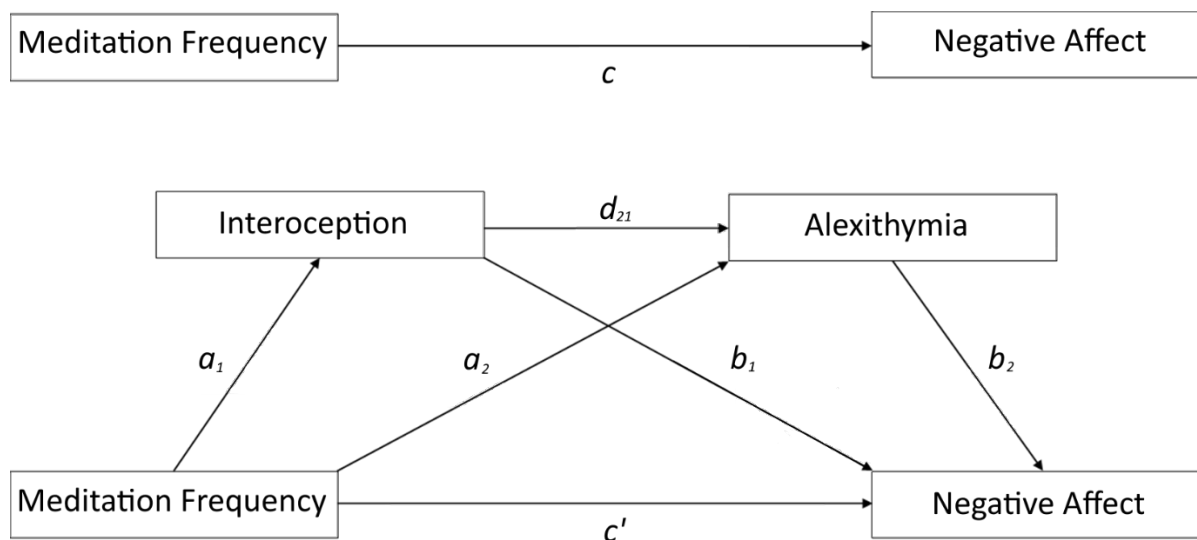 Meditation Frequency
Negative Affect
c
Interoception
d21
Alexithymia
a1
a2
b1
b2
Meditation Frequency
Negative Affect
c'